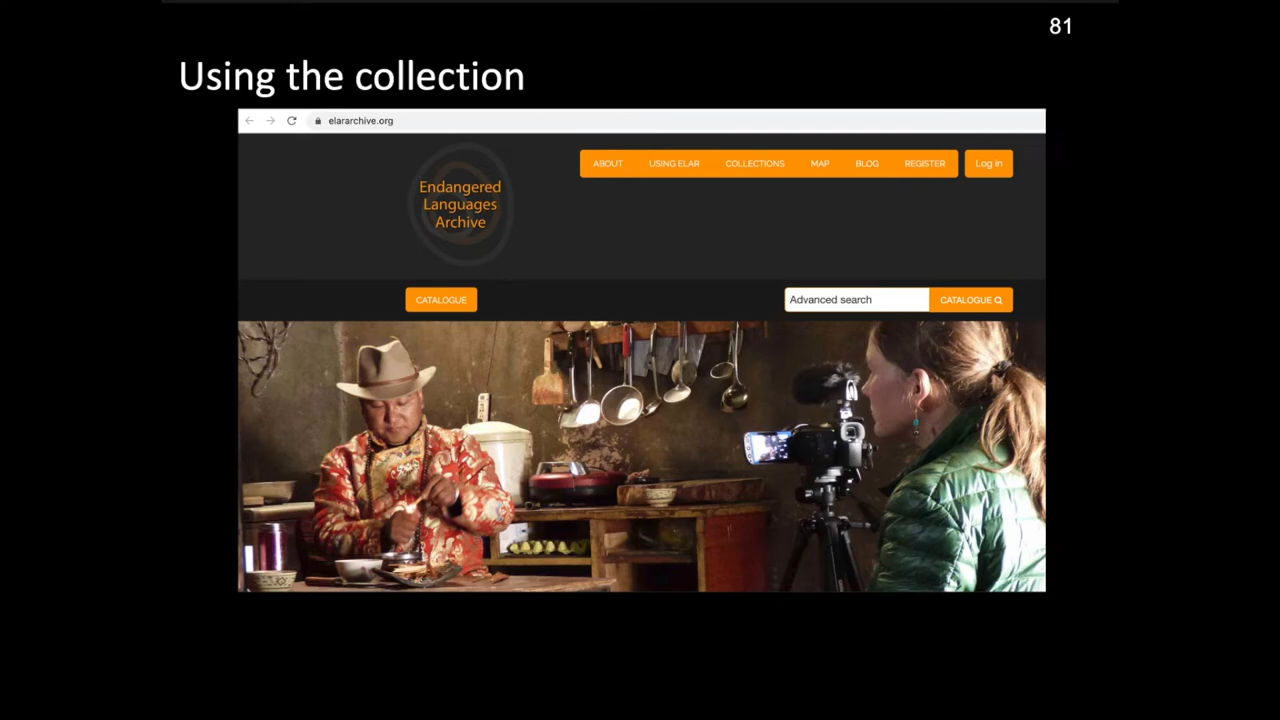 81
Using the collection
elararchive.org
ABOUT USING ELAR COLLECTIONS MAP BLOG REGISTER Log in
Endangered
Languages
Archive
CATALOGUE Advanced search CATALOGUE